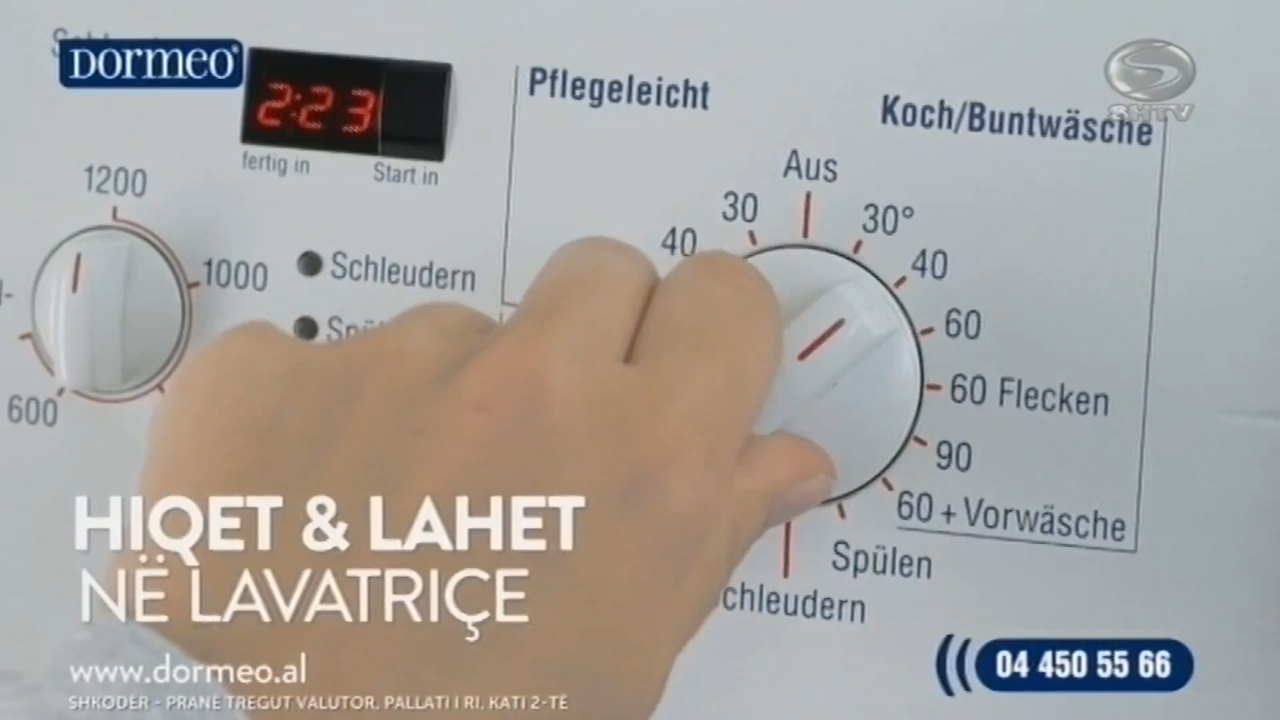 DORMEO®
SHTV
2:23
fertig in
Start in
Pflegeleicht
Koch/Buntwäsche
Aus
30
40
30°
40
60
60 Flecken
90
60 + Vorwäsche
Spülen
1200
1000
600
Schleudern
HIQET & LAHET
NË LAVATRIÇE
www.dormeo.al
SHKODËR - PRANË TREGUT VALUTOR, PALLATI I RI, KATI 2-TË
04 450 55 66